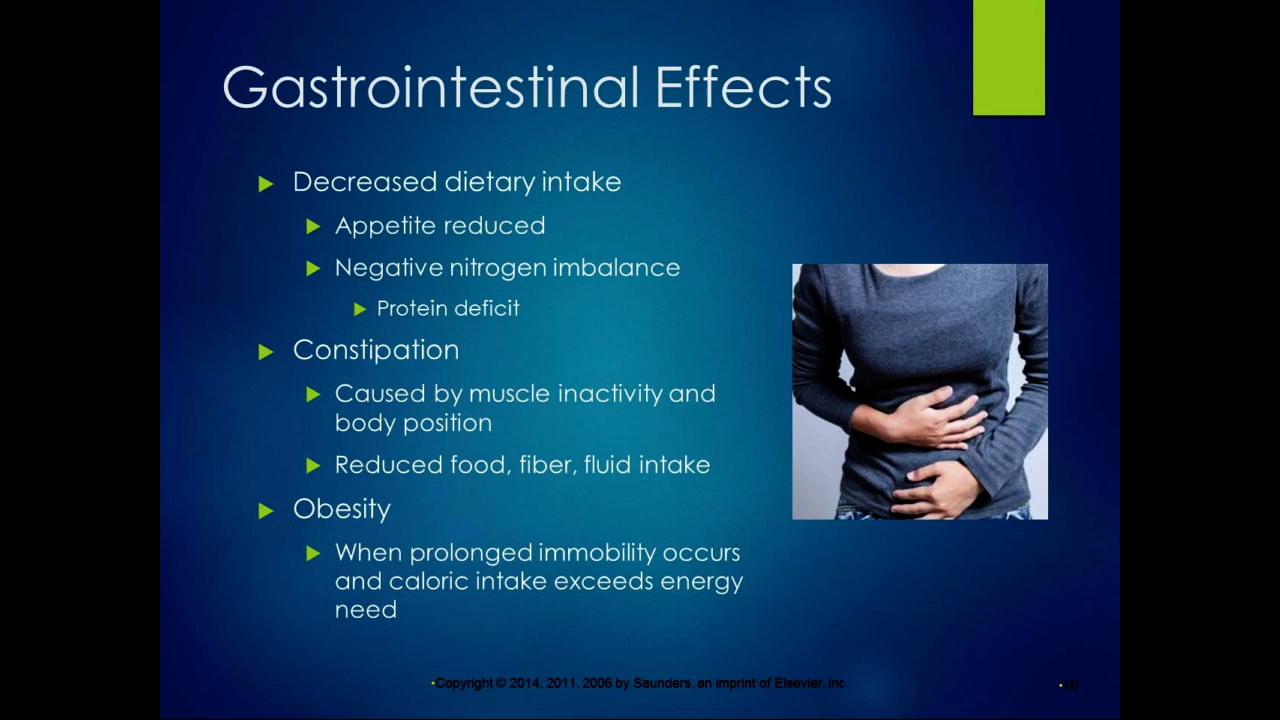 Gastrointestinal Effects
Decreased dietary intake
Appetite reduced
Negative nitrogen imbalance
Protein deficit
Constipation
Caused by muscle inactivity and
body position
Reduced food, fiber, fluid intake
Obesity
When prolonged immobility occurs
and caloric intake exceeds energy
need
•Copyright © 2014, 2011, 2006 by Saunders, an imprint of Elsevier, Inc.
•10